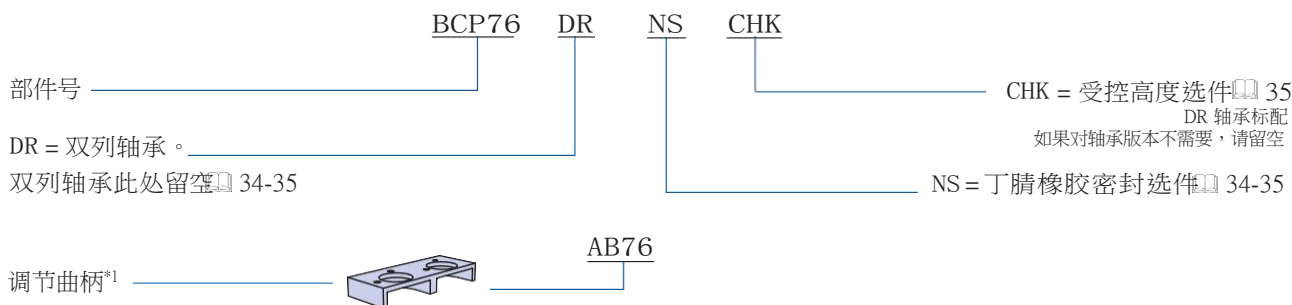 BCP76 DR NS CHK
部件号
CHK = 受控高度选件 35
DR 轴承标配
如果对轴承版本不需要，请留空
DR = 双列轴承。
双列轴承此处留空 34-35
NS = 丁腈橡胶密封选件 34-35
AB76
调节曲柄*1